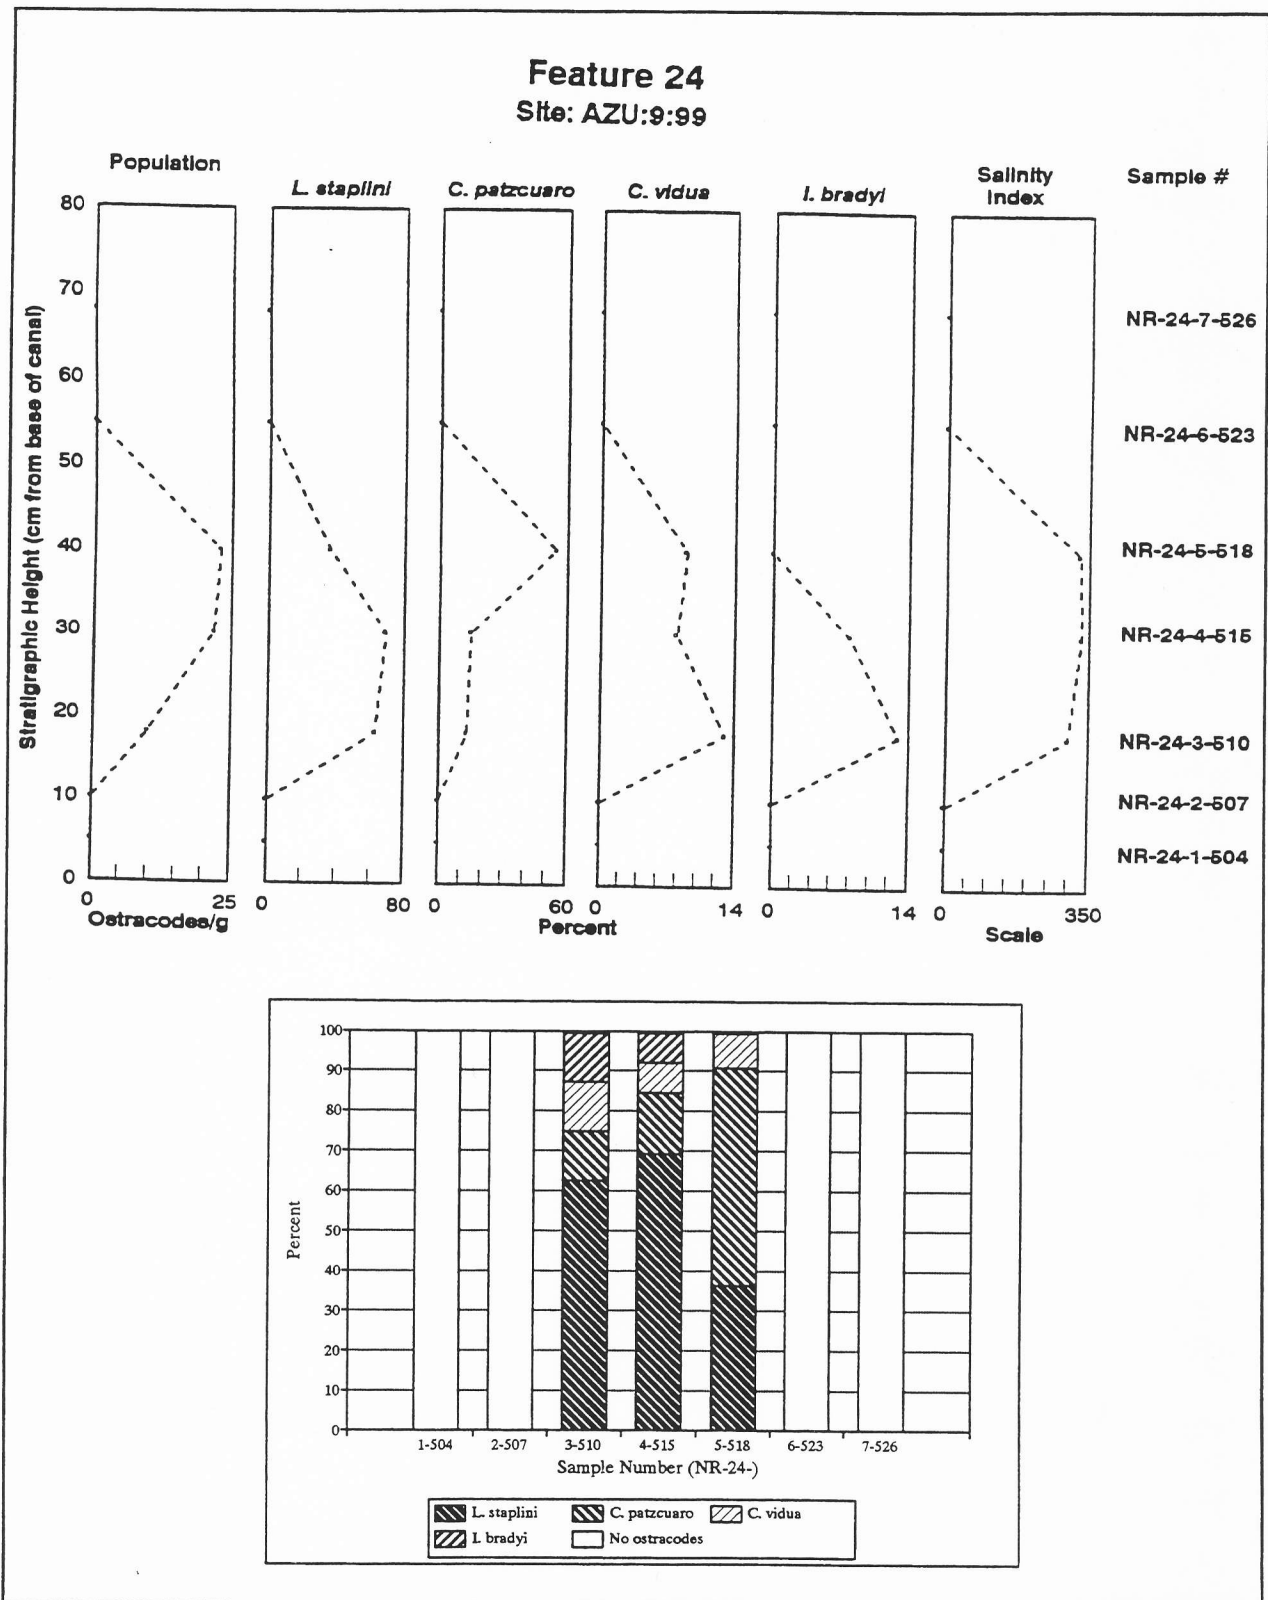 Feature 24
Site: AZU:9:99
Population
L. staplini
C. patzcuaro
C. vidua
I. bradyi
Salinity
Index
Sample #
Stratigraphic Height (cm from base of canal)
80
70
60
50
40
30
20
10
0
NR-24-7-526
NR-24-6-523
NR-24-5-518
NR-24-4-515
NR-24-3-510
NR-24-2-507
NR-24-1-504
0 25
Ostracodes/g
0 80
0 60
0 14
0 14
Percent
0 350
Scale
Percent
100
90
80
70
60
50
40
30
20
10
0
1-504 2-507 3-510 4-515 5-518 6-523 7-526
Sample Number (NR-24-)
L. staplini C. patzcuaro C. vidua
I. bradyi No ostracodes